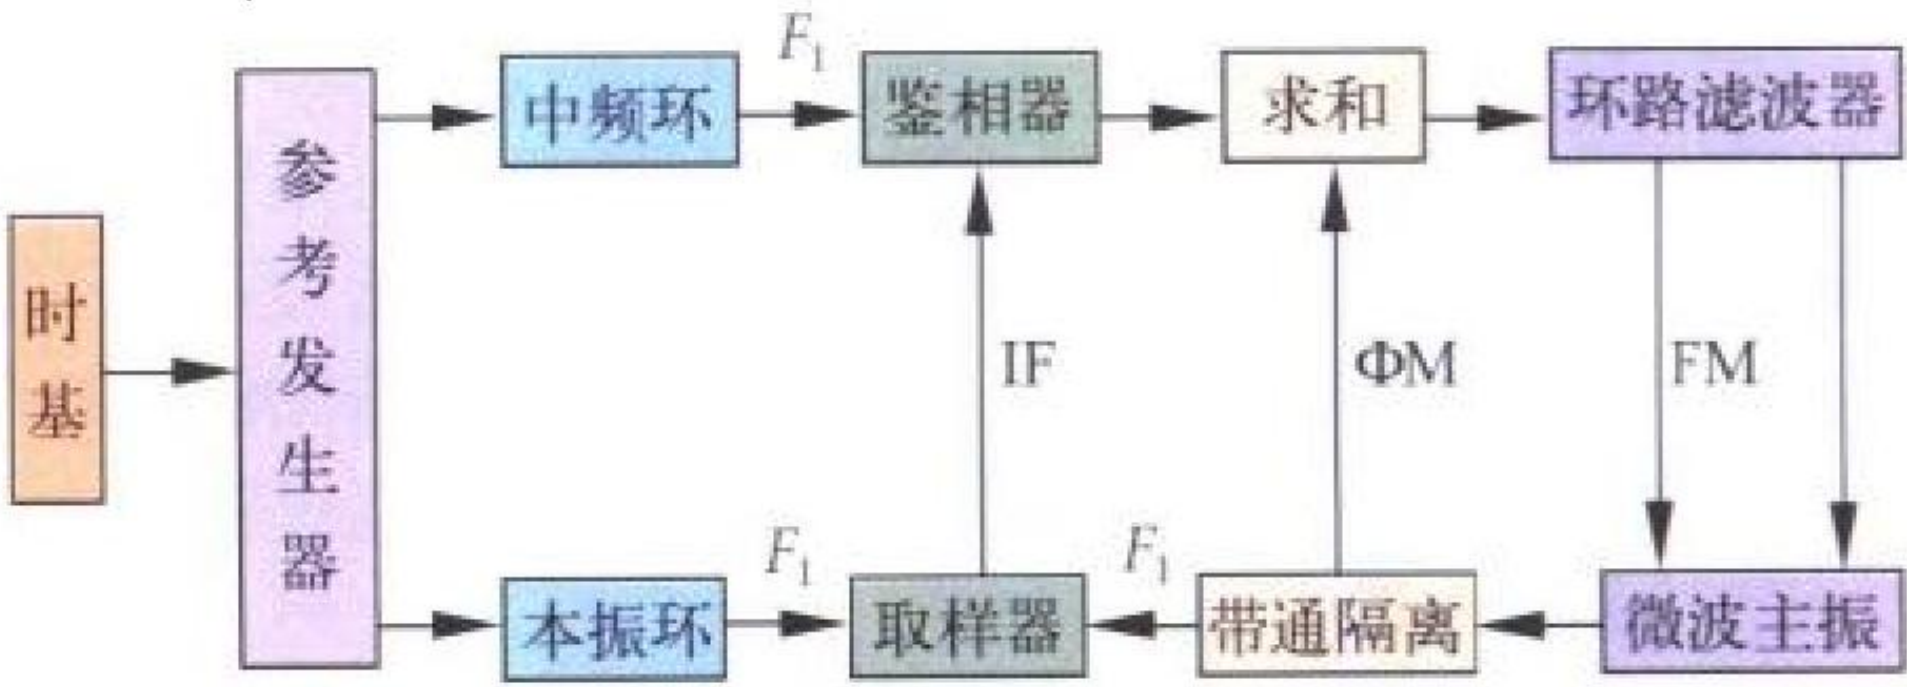 时基
参考发生器
中频环
F₁
鉴相器
求和
环路滤波器
IF
ΦM
FM
本振环
F₁
取样器
F₁
带通隔离
微波主振